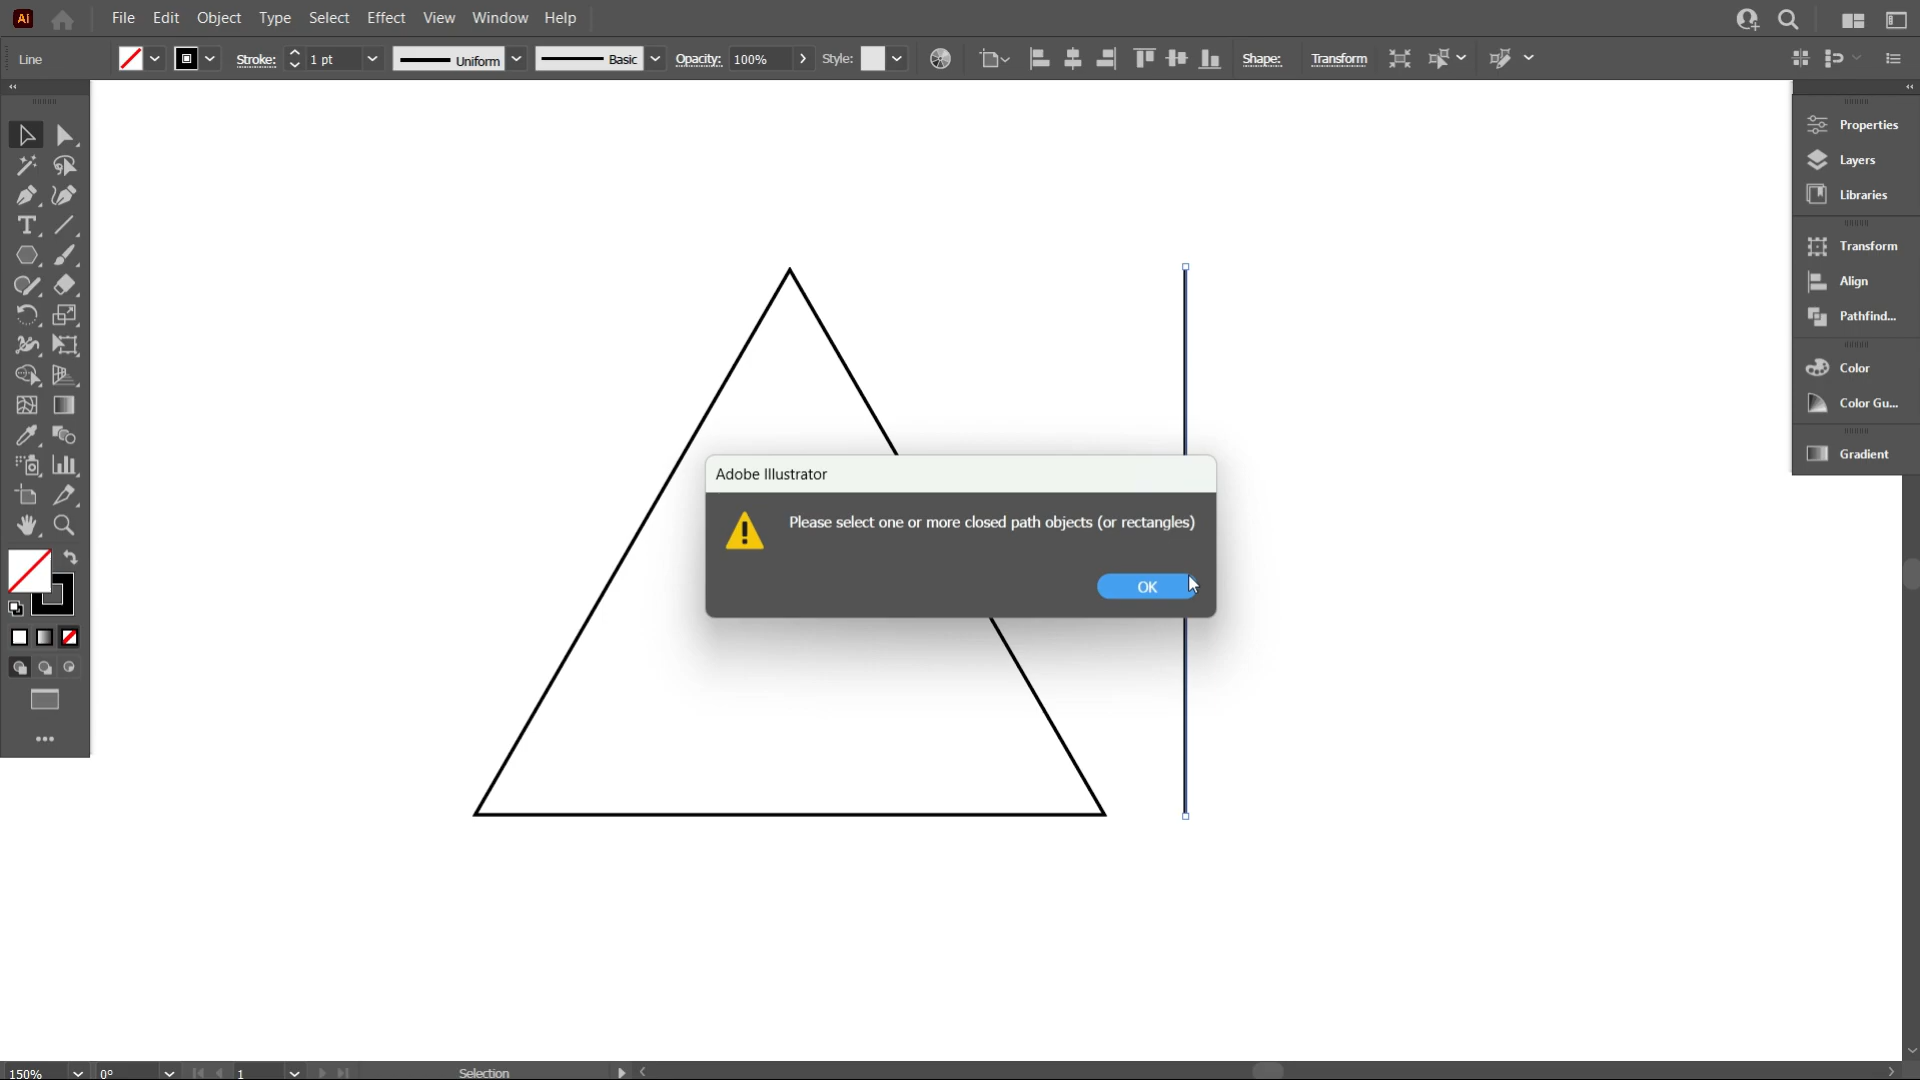 Ai File Edit Object Type Select Effect View Window Help
Line Stroke: 1 pt Uniform Basic Opacity: 100% Style: Shape: Transform
Properties
Layers
Libraries
Transform
Align
Pathfind...
Color
Color Gu...
Gradient
Adobe Illustrator
Please select one or more closed path objects (or rectangles)
OK
150% 0° 1 Selection